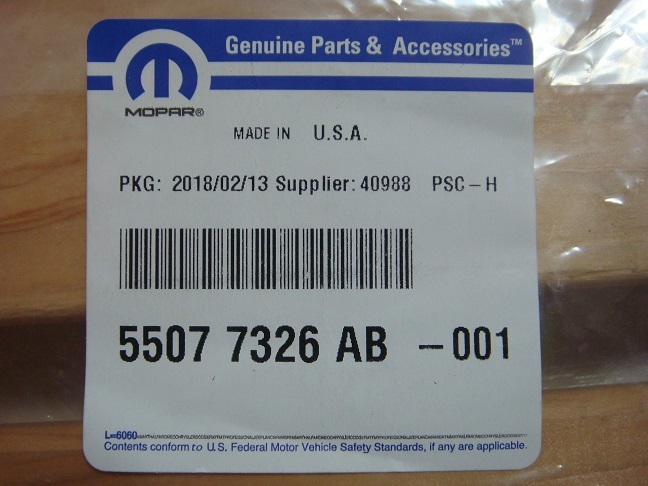 Genuine Parts & Accessories™
MOPAR®
MADE IN U.S.A.
PKG: 2018/02/13 Supplier: 40988 PSC-H
5507 7326 AB -001
L=6060
Contents conform to U.S. Federal Motor Vehicle Safety Standards, if any are applicable.